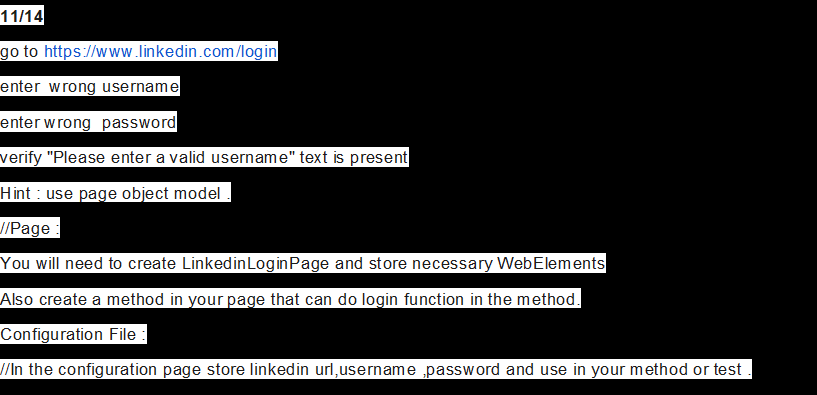 11/14
go to https://www.linkedin.com/login
enter  wrong username
enter wrong  password
verify "Please enter a valid username" text is present
Hint : use page object model .
//Page :
You will need to create LinkedinLoginPage and store necessary WebElements
Also create a method in your page that can do login function in the method.
Configuration File :
//In the configuration page store linkedin url,username ,password and use in your method or test .